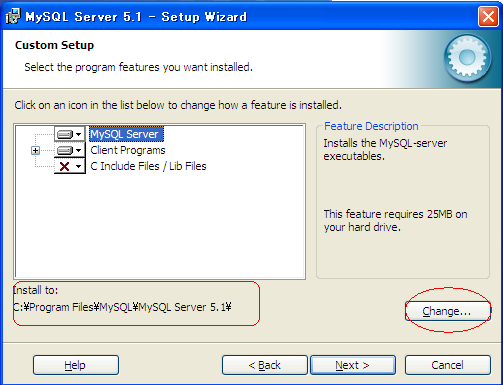 MySQL Server 5.1 - Setup Wizard
Custom Setup
Select the program features you want installed.
Click on an icon in the list below to change how a feature is installed.
MySQL Server
Client Programs
C Include Files / Lib Files
Feature Description
Installs the MySQL-server
executables.
This feature requires 25MB on
your hard drive.
Install to:
C:¥Program Files¥MySQL¥MySQL Server 5.1¥
Change...
Help
< Back
Next >
Cancel